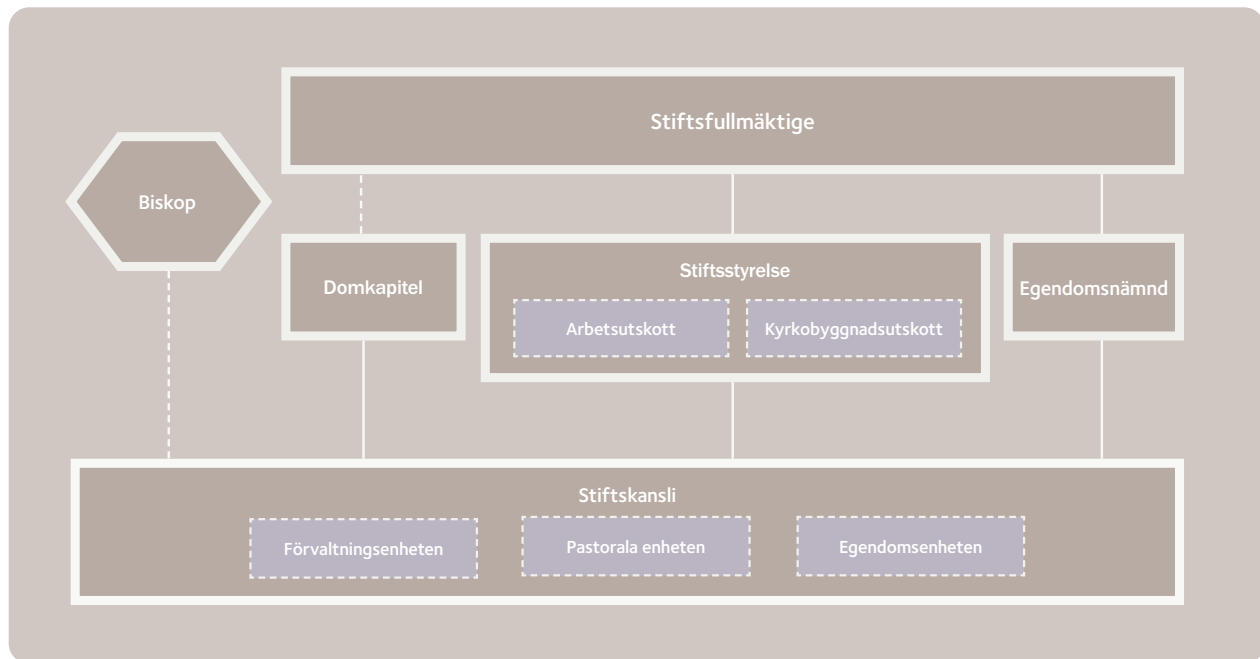 Stiftsfullmäktige
Biskop
Domkapitel
Stiftsstyrelse
Arbetsutskott
Kyrkobyggnadsutskott
Egendomsnämnd
Stiftskansli
Förvaltningsenheten
Pastorala enheten
Egendomsenheten